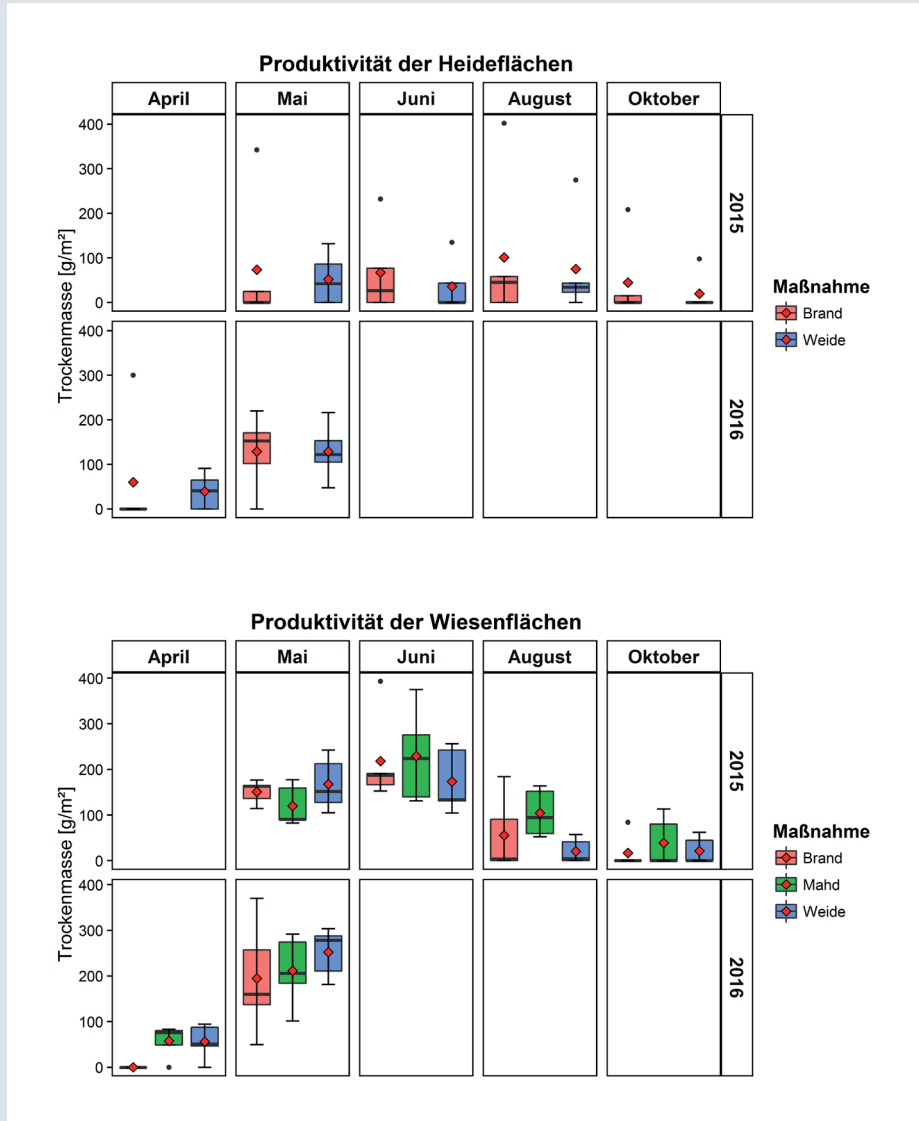 Produktivität der Heideflächen
April Mai Juni August Oktober
Trockenmasse [g/m²]
400
300
200
100
0
2015
400
300
200
100
0
2016
Maßnahme
Brand
Weide
Produktivität der Wiesenflächen
April Mai Juni August Oktober
Trockenmasse [g/m²]
400
300
200
100
0
2015
400
300
200
100
0
2016
Maßnahme
Brand
Mahd
Weide